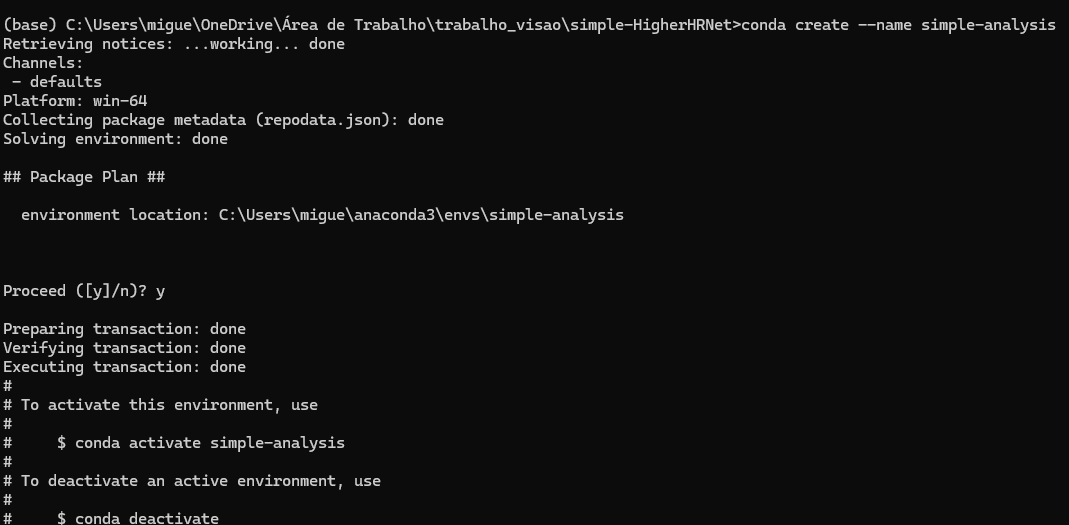 (base) C:\Users\migue\OneDrive\Área de Trabalho\trabalho_visao\simple-HigherHRNet>conda create --name simple-analysis
Retrieving notices: ...working... done
Channels:
 - defaults
Platform: win-64
Collecting package metadata (repodata.json): done
Solving environment: done

## Package Plan ##

  environment location: C:\Users\migue\anaconda3\envs\simple-analysis

Proceed ([y]/n)? y

Preparing transaction: done
Verifying transaction: done
Executing transaction: done
#
# To activate this environment, use
#
#     $ conda activate simple-analysis
#
# To deactivate an active environment, use
#
#     $ conda deactivate